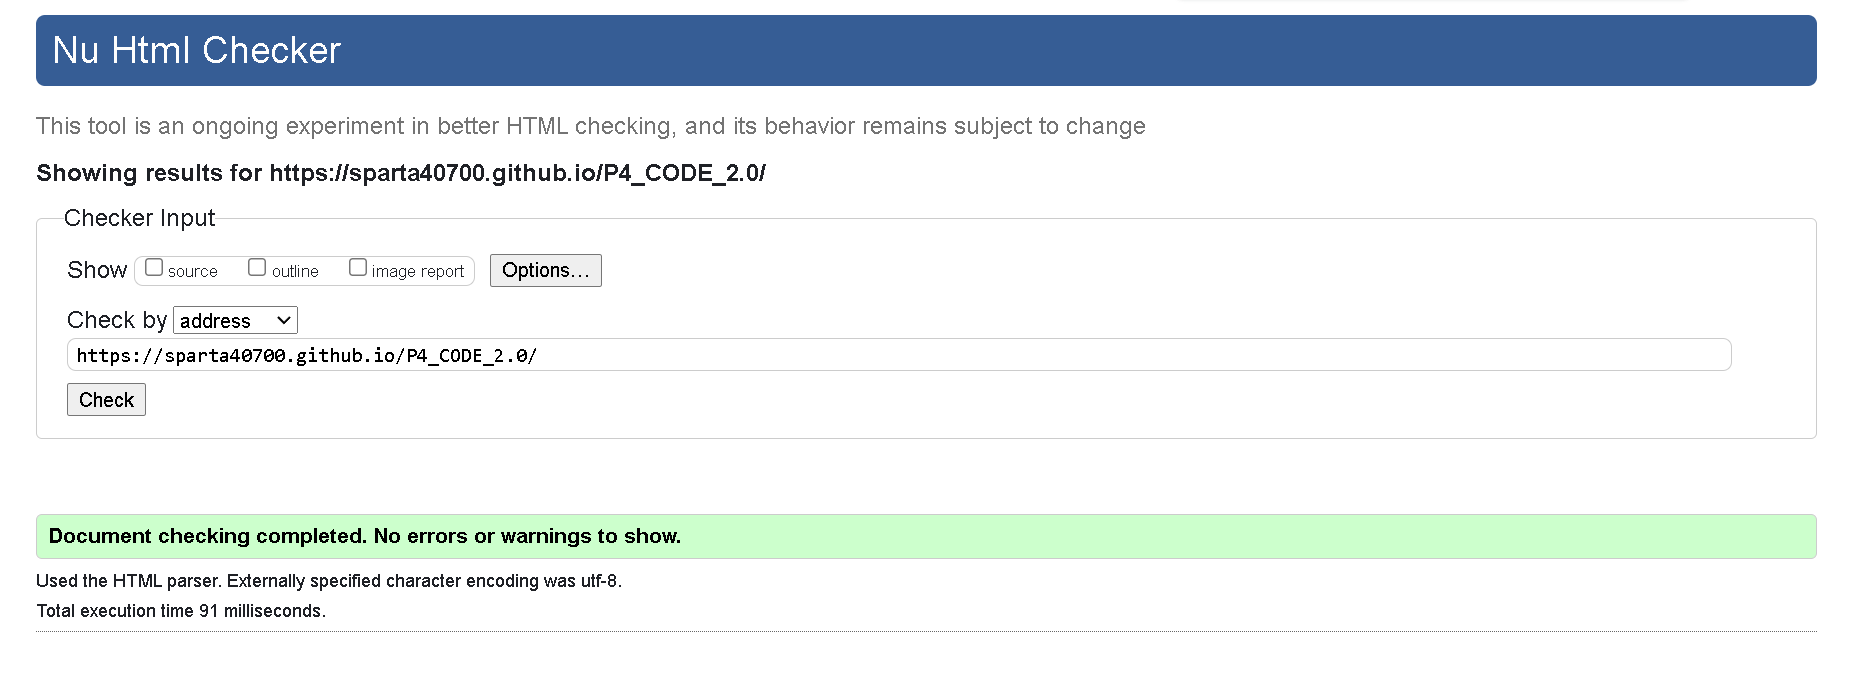 Nu Html Checker
This tool is an ongoing experiment in better HTML checking, and its behavior remains subject to change
Showing results for https://sparta40700.github.io/P4_CODE_2.0/
Checker Input
Show source outline image report Options...
Check by address
https://sparta40700.github.io/P4_CODE_2.0/
Check
Document checking completed. No errors or warnings to show.
Used the HTML parser. Externally specified character encoding was utf-8.
Total execution time 91 milliseconds.